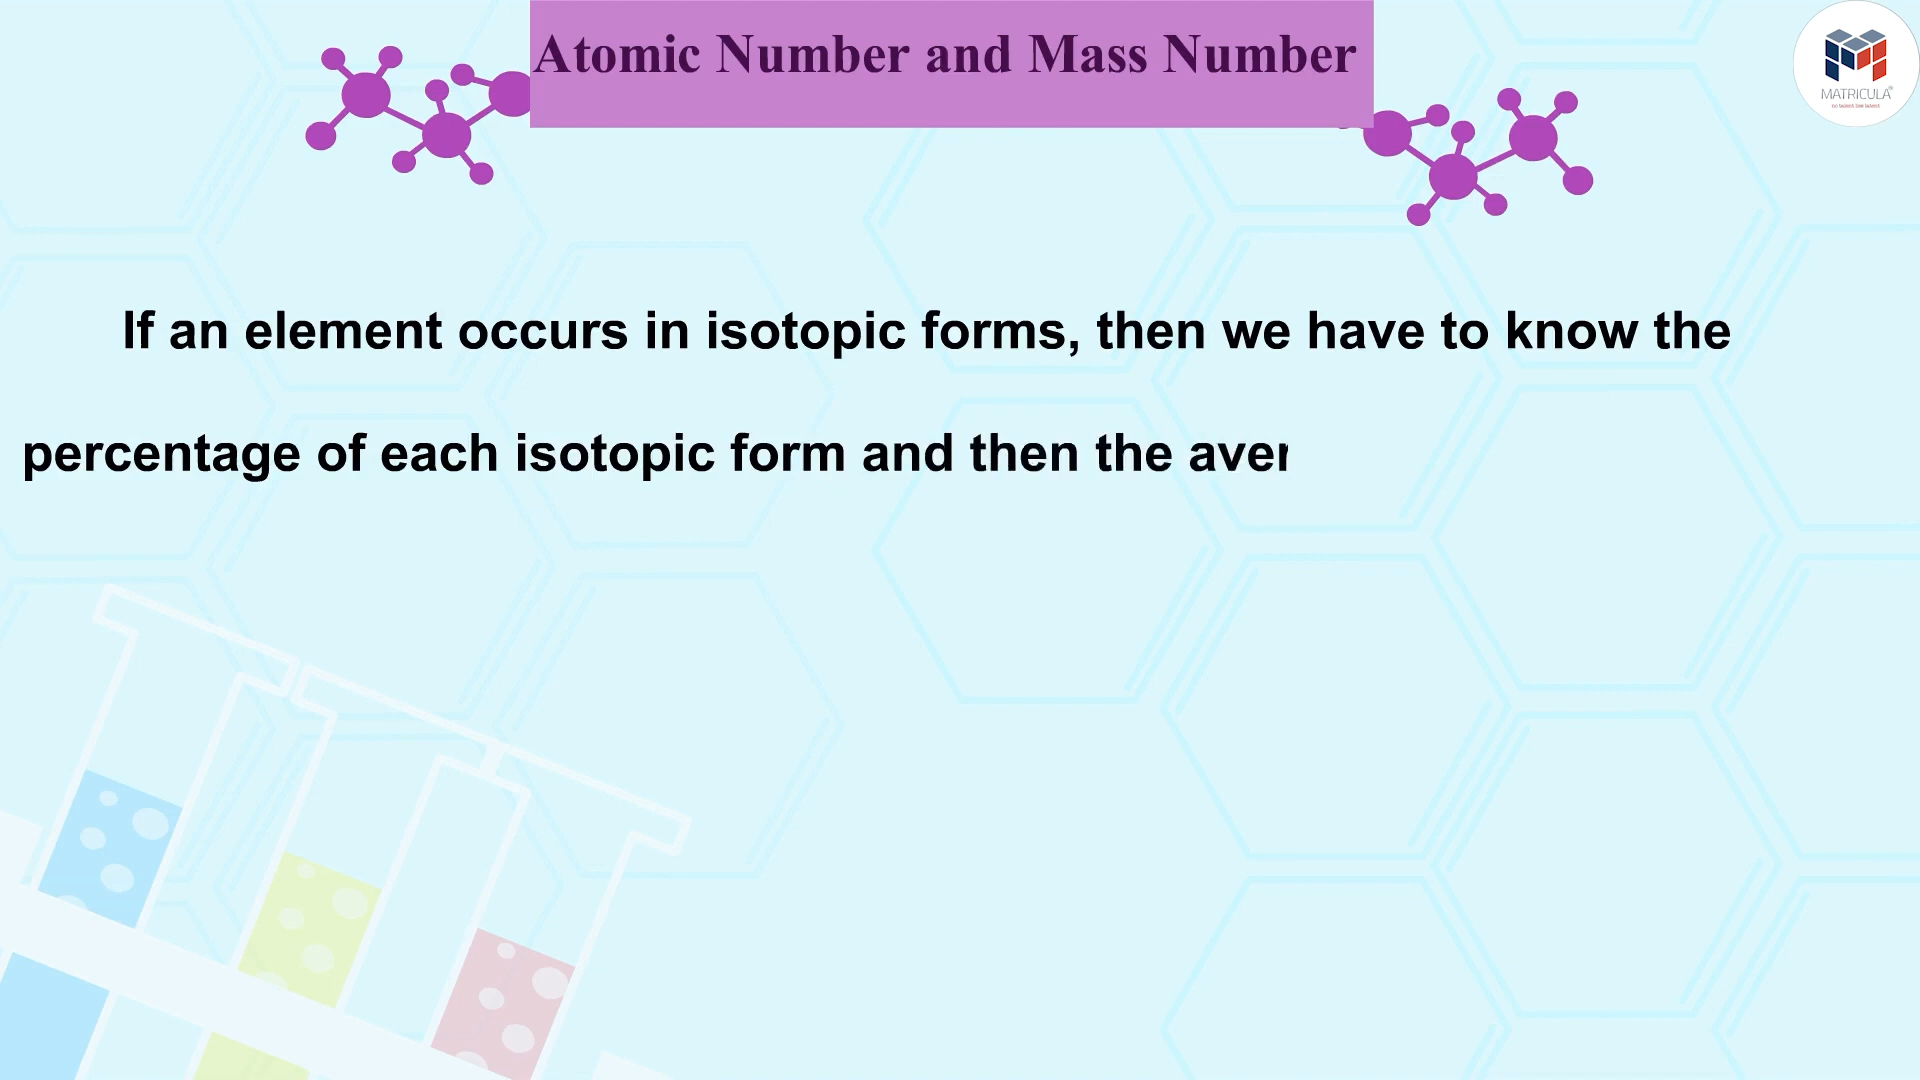 Atomic Number and Mass Number
MATRICULA
If an element occurs in isotopic forms, then we have to know the
percentage of each isotopic form and then the aver